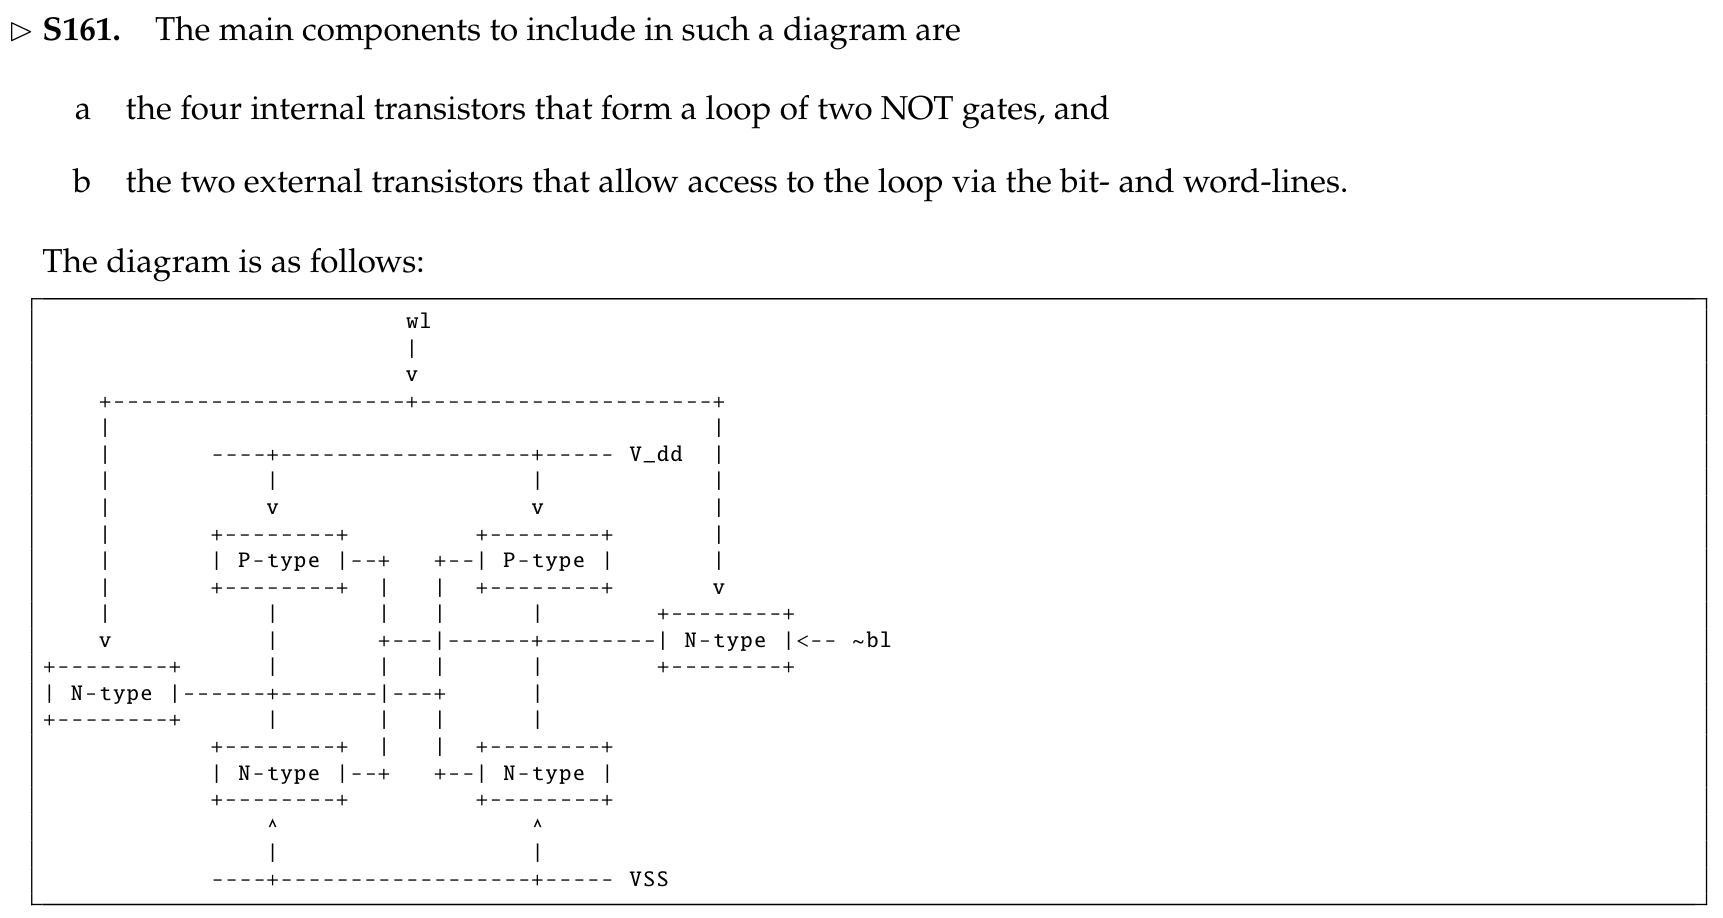 ▷ S161. The main components to include in such a diagram are
a the four internal transistors that form a loop of two NOT gates, and
b the two external transistors that allow access to the loop via the bit- and word-lines.
The diagram is as follows:
                           wl
                           |
                           v
    +----------------------+----------------------+
    |                                             |
    |       ----+------------------+----- V_dd    |
    |           |                  |              |
    |           v                  v              |
    |       +--------+         +--------+         |
    |       | P-type |--+   +--| P-type |         |
    |       +--------+  |   |  +--------+         v
    |           |       |   |      |          +--------+
    v           |       +---|------+--------| N-type |<-- ~bl
+--------+      |       |   |      |          +--------+
| N-type |------+-------|---+      |
+--------+      |       |   |      |
            +--------+  |   |  +--------+
            | N-type |--+   +--| N-type |
            +--------+         +--------+
                ^                  ^
                |                  |
            ----+------------------+----- VSS